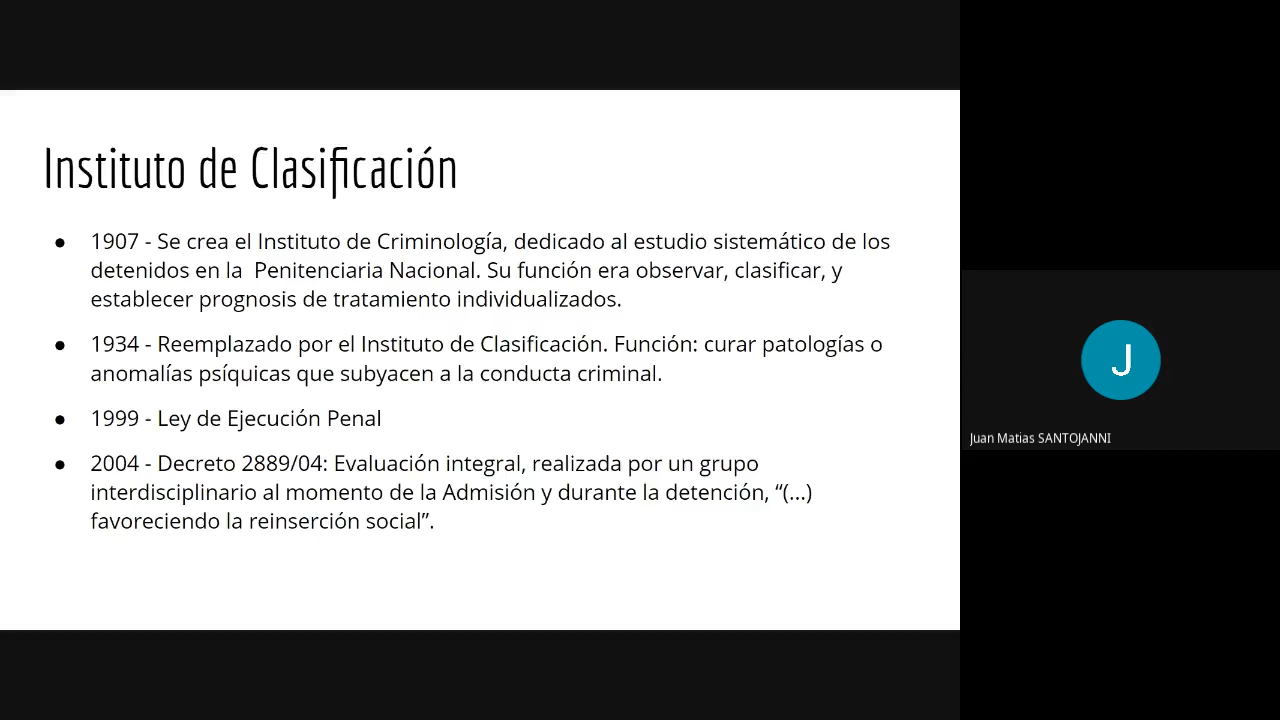 Instituto de Clasificación
● 1907 - Se crea el Instituto de Criminología, dedicado al estudio sistemático de los
detenidos en la  Penitenciaria Nacional. Su función era observar, clasificar, y
establecer prognosis de tratamiento individualizados.
● 1934 - Reemplazado por el Instituto de Clasificación. Función: curar patologías o
anomalías psíquicas que subyacen a la conducta criminal.
● 1999 - Ley de Ejecución Penal
● 2004 - Decreto 2889/04: Evaluación integral, realizada por un grupo
interdisciplinario al momento de la Admisión y durante la detención, “(...)
favoreciendo la reinserción social”.
J
Juan Matias SANTOJANNI